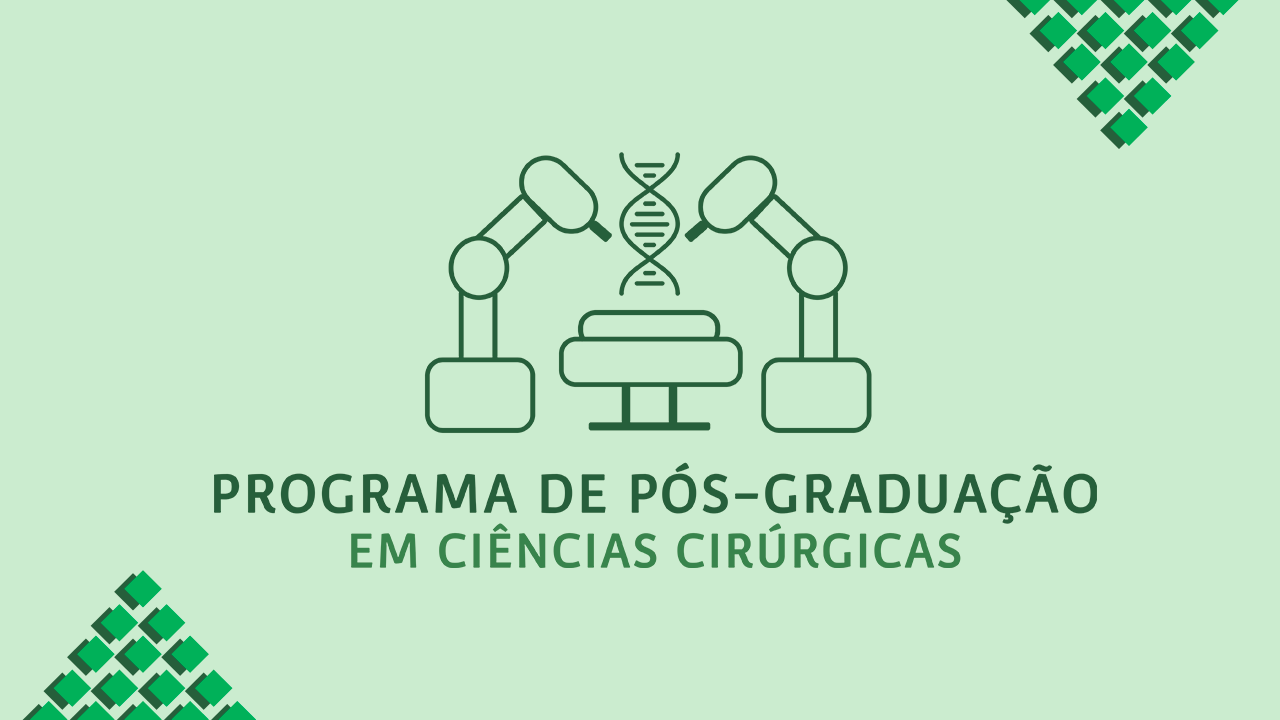 PROGRAMA DE PÓS-GRADUAÇÃO
EM CIÊNCIAS CIRÚRGICAS